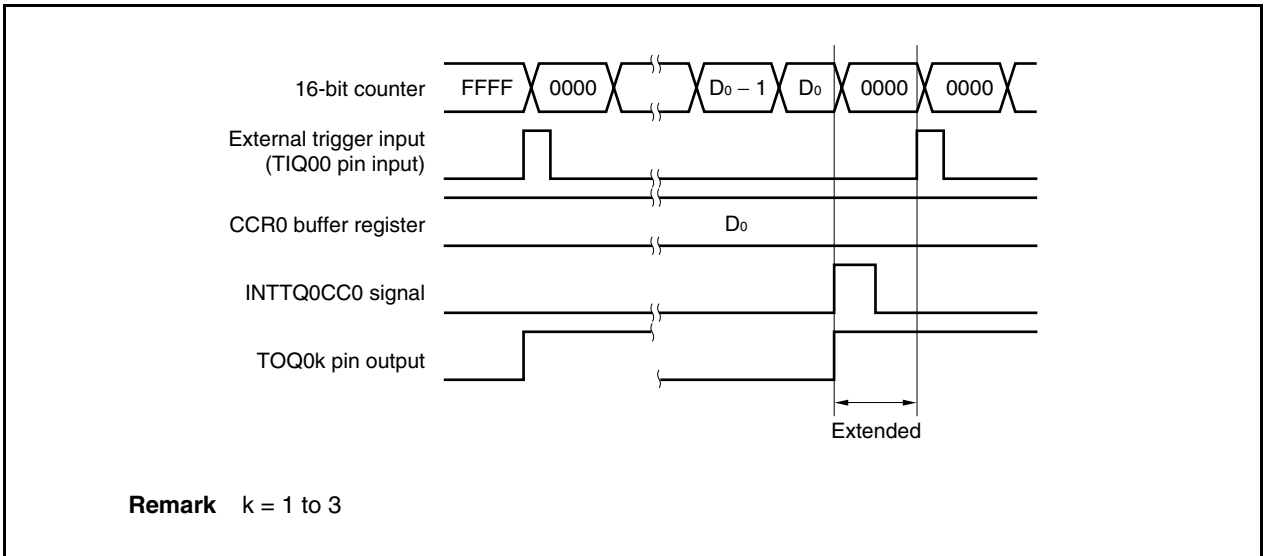 16-bit counter FFFF 0000 D₀ − 1 D₀ 0000 0000
External trigger input
(TIQ00 pin input)
CCR0 buffer register D₀
INTTQ0CC0 signal
TOQ0k pin output
Extended
Remark k = 1 to 3